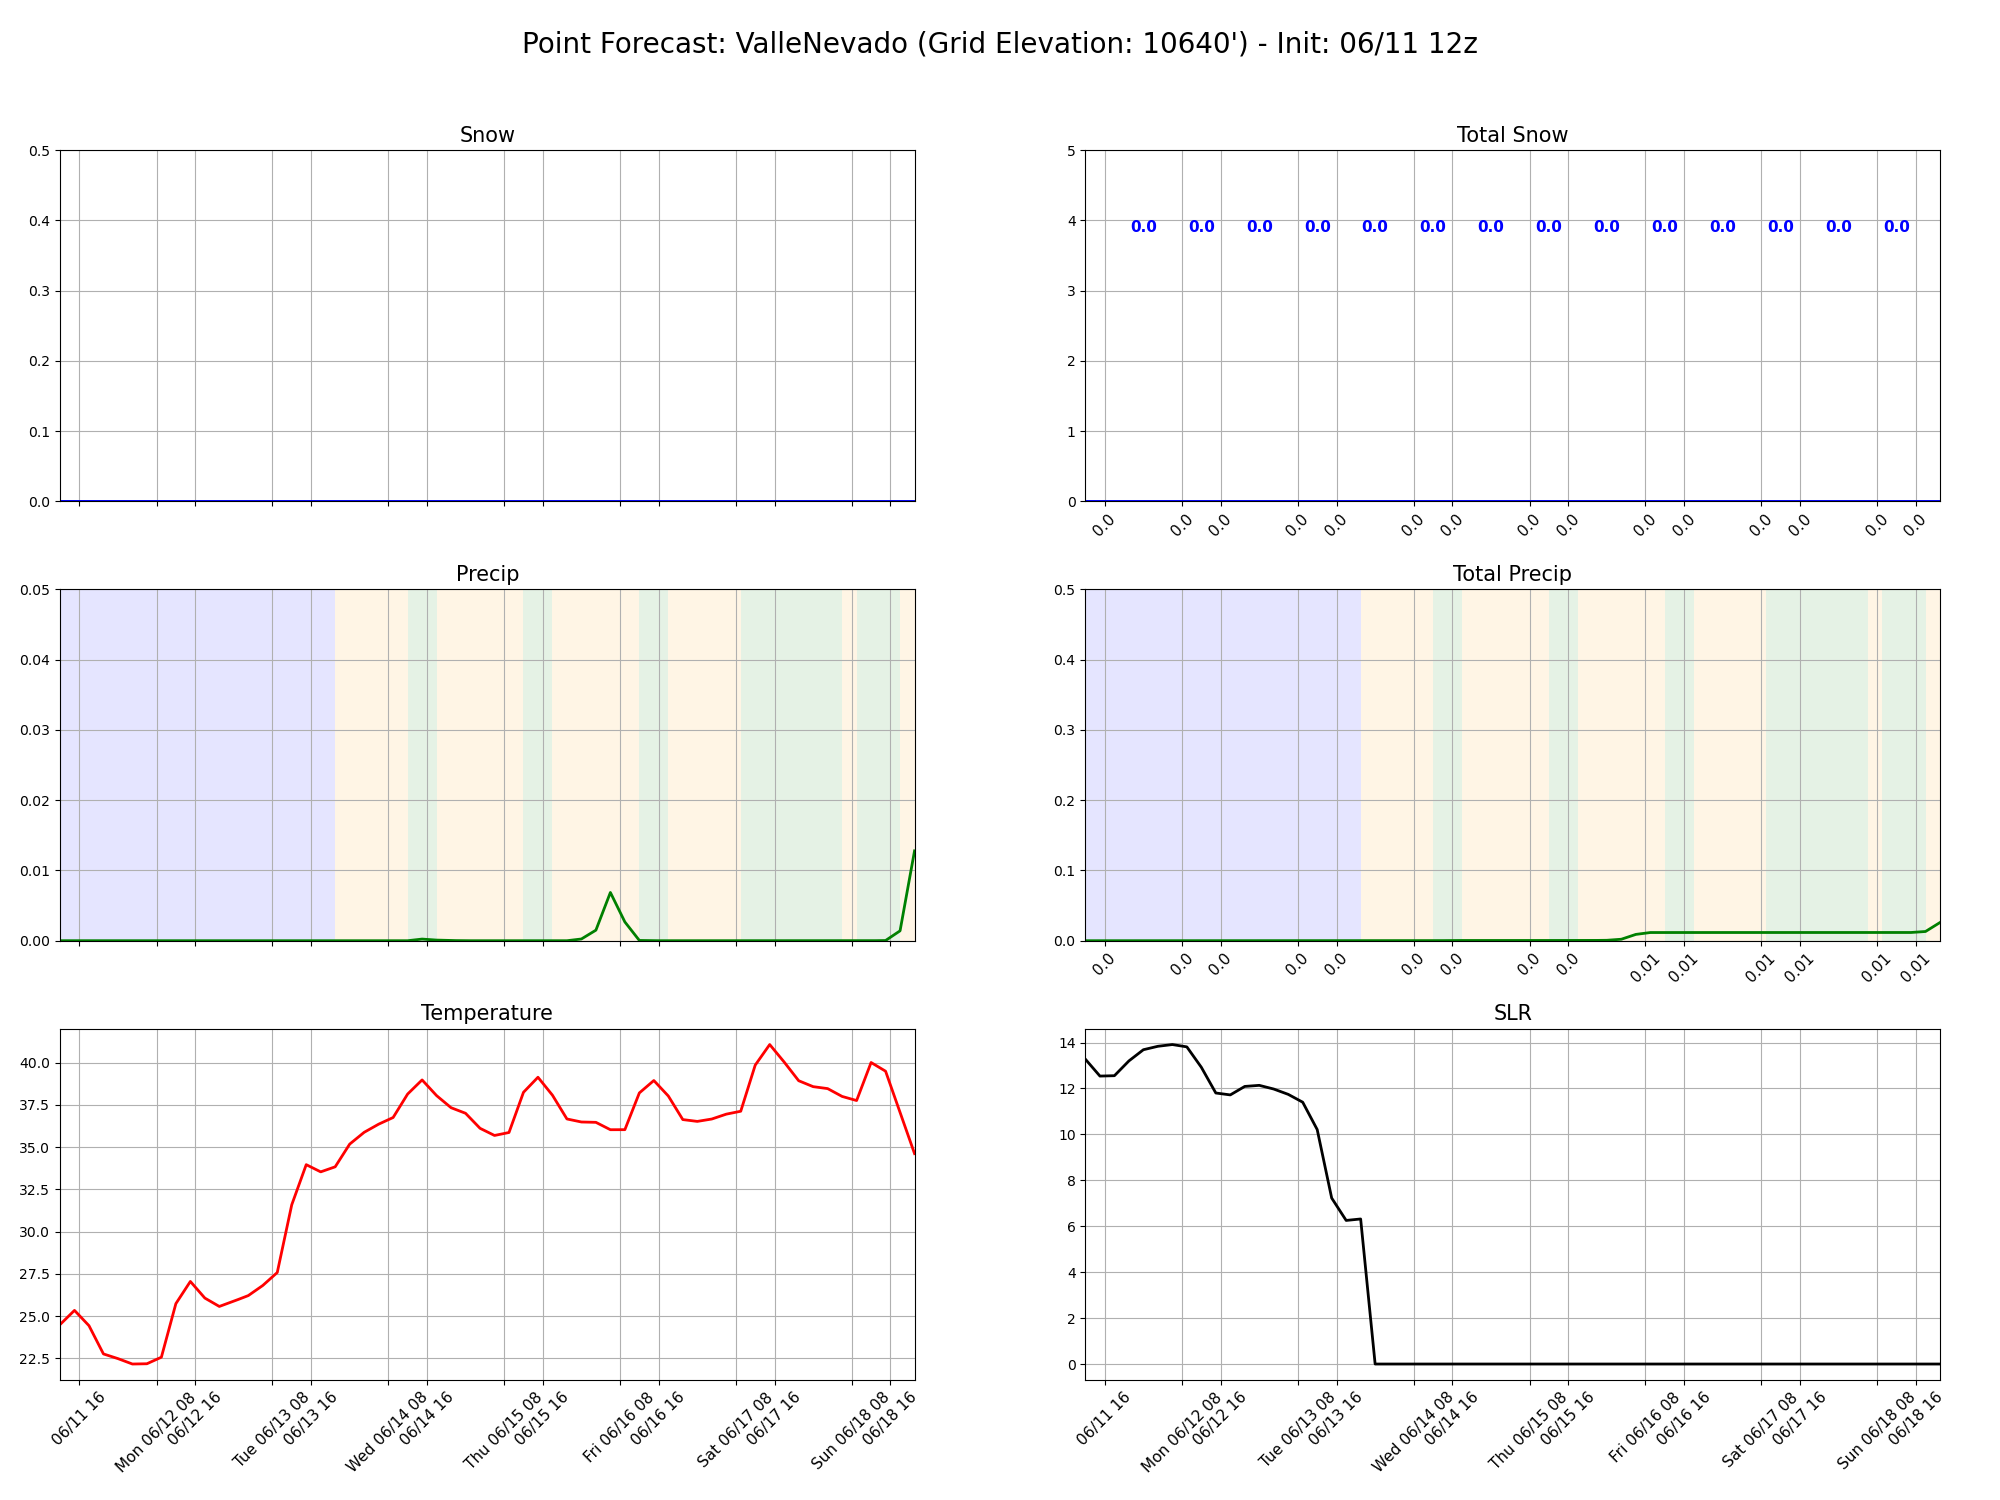 Point Forecast: ValleNevado (Grid Elevation: 10640') - Init: 06/11 12z
Snow
0.5
0.4
0.3
0.2
0.1
0.0
Total Snow
5
4
3
2
1
0
0.0 0.0 0.0 0.0 0.0 0.0 0.0 0.0 0.0 0.0 0.0 0.0 0.0 0.0
0.0 0.0 0.0 0.0 0.0 0.0 0.0 0.0 0.0 0.0 0.0 0.0 0.0 0.0 0.0
Precip
0.05
0.04
0.03
0.02
0.01
0.00
Total Precip
0.5
0.4
0.3
0.2
0.1
0.0
0.0 0.0 0.0 0.0 0.0 0.0 0.0 0.0 0.0 0.01 0.01 0.01 0.01 0.01 0.01
Temperature
40.0
37.5
35.0
32.5
30.0
27.5
25.0
22.5
06/11 16
Mon 06/12 08
06/12 16
Tue 06/13 08
06/13 16
Wed 06/14 08
06/14 16
Thu 06/15 08
06/15 16
Fri 06/16 08
06/16 16
Sat 06/17 08
06/17 16
Sun 06/18 08
06/18 16
SLR
14
12
10
8
6
4
2
0
06/11 16
Mon 06/12 08
06/12 16
Tue 06/13 08
06/13 16
Wed 06/14 08
06/14 16
Thu 06/15 08
06/15 16
Fri 06/16 08
06/16 16
Sat 06/17 08
06/17 16
Sun 06/18 08
06/18 16